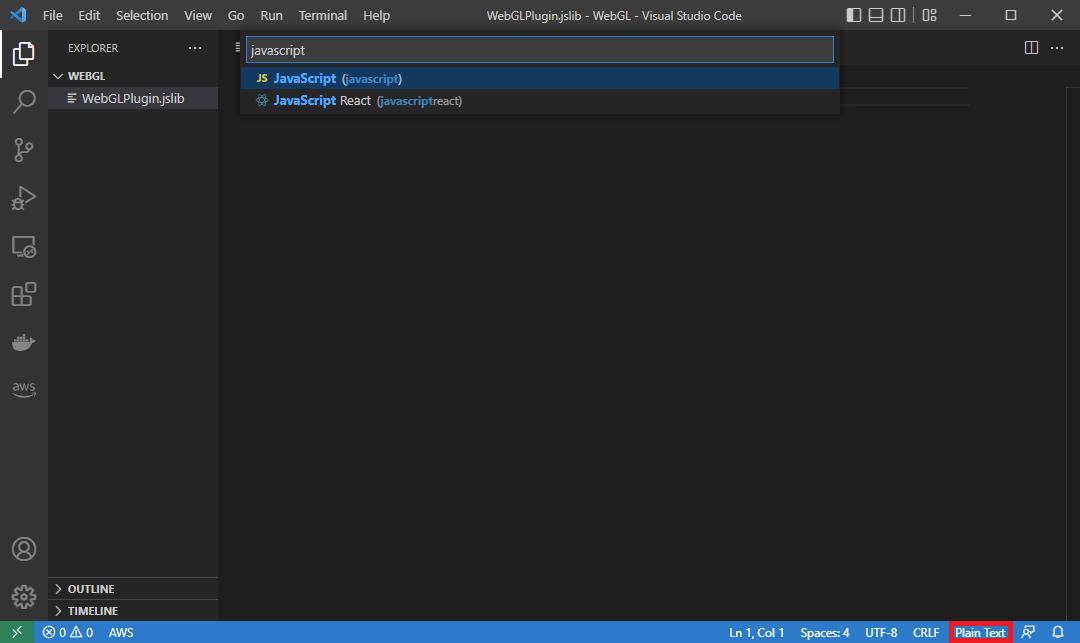 File Edit Selection View Go Run Terminal Help WebGLPlugin.jslib - WebGL - Visual Studio Code
EXPLORER
javascript
WEBGL
JS JavaScript (javascript)
WebGLPlugin.jslib
JavaScript React (javascriptreact)
aws
OUTLINE
TIMELINE
0 0 AWS Ln 1, Col 1 Spaces: 4 UTF-8 CRLF Plain Text